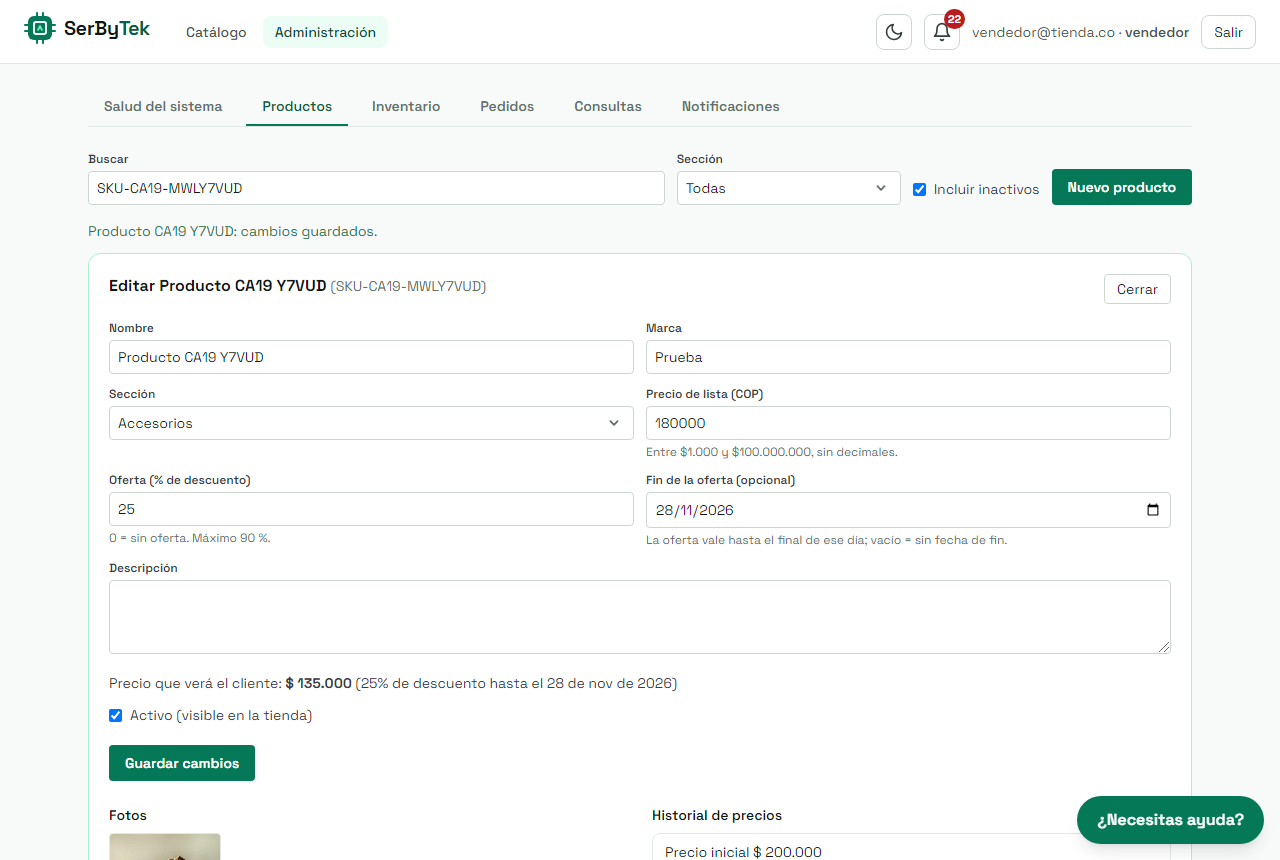 SerByTek
Catálogo
Administración
22
vendedor@tienda.co · vendedor
Salir
Salud del sistema
Productos
Inventario
Pedidos
Consultas
Notificaciones
Buscar
Sección
SKU-CA19-MWLY7VUD
Todas
Incluir inactivos
Nuevo producto
Producto CA19 Y7VUD: cambios guardados.
Editar Producto CA19 Y7VUD (SKU-CA19-MWLY7VUD)
Cerrar
Nombre
Marca
Producto CA19 Y7VUD
Prueba
Sección
Precio de lista (COP)
Accesorios
180000
Entre $1.000 y $100.000.000, sin decimales.
Oferta (% de descuento)
Fin de la oferta (opcional)
25
28/11/2026
0 = sin oferta. Máximo 90 %.
La oferta vale hasta el final de ese día; vacío = sin fecha de fin.
Descripción
Precio que verá el cliente: $ 135.000 (25% de descuento hasta el 28 de nov de 2026)
Activo (visible en la tienda)
Guardar cambios
Fotos
Historial de precios
¿Necesitas ayuda?
Precio inicial $ 200.000